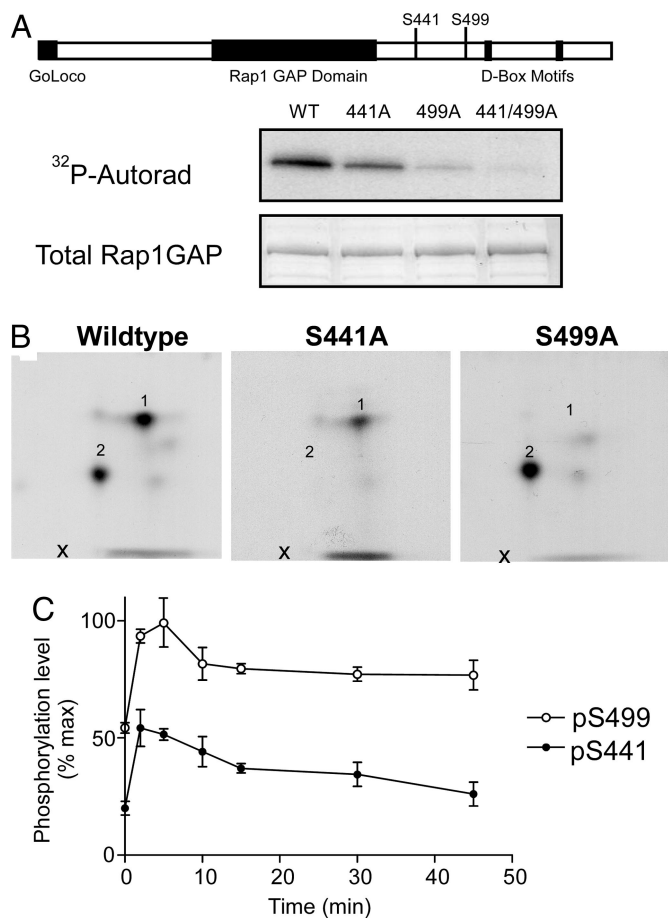 A
S441 S499
GoLoco Rap1 GAP Domain D-Box Motifs
WT 441A 499A 441/499A
32P-Autorad
Total Rap1GAP
B Wildtype S441A S499A
1 1 1
2 2 2
x x x
C
Phosphorylation level
(% max)
100
50
0
0 10 20 30 40 50
Time (min)
pS499
pS441